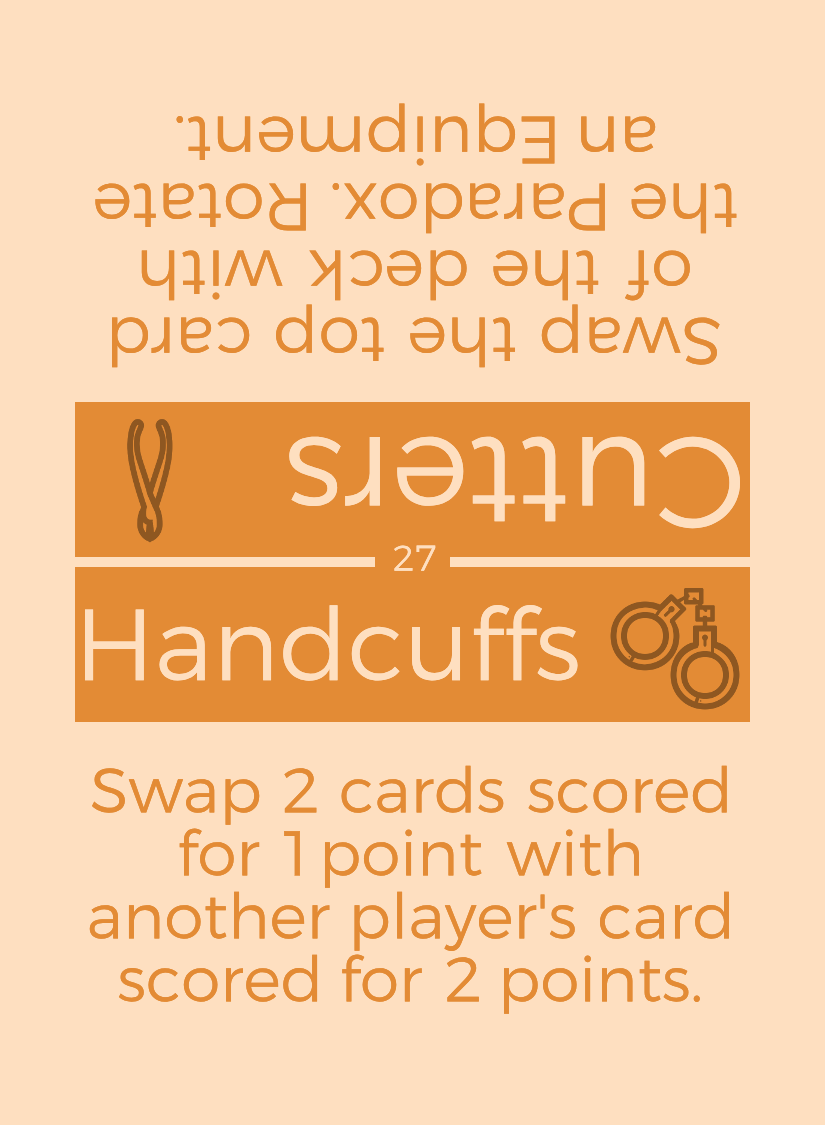 Swap the top card
of the deck with
the Paradox. Rotate
an Equipment.
Cutters
27
Handcuffs
Swap 2 cards scored
for 1 point with
another player's card
scored for 2 points.